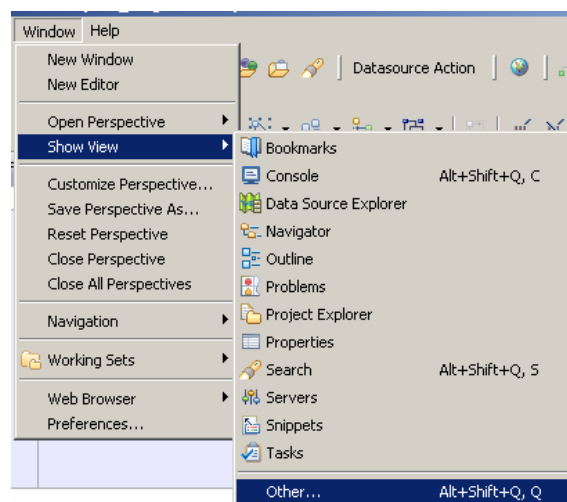 Window Help
New Window
New Editor
Datasource Action
Open Perspective
Show View
Customize Perspective...
Save Perspective As...
Reset Perspective
Close Perspective
Close All Perspectives
Navigation
Working Sets
Web Browser
Preferences...
Bookmarks
Console Alt+Shift+Q, C
Data Source Explorer
Navigator
Outline
Problems
Project Explorer
Properties
Search Alt+Shift+Q, S
Servers
Snippets
Tasks
Other... Alt+Shift+Q, Q